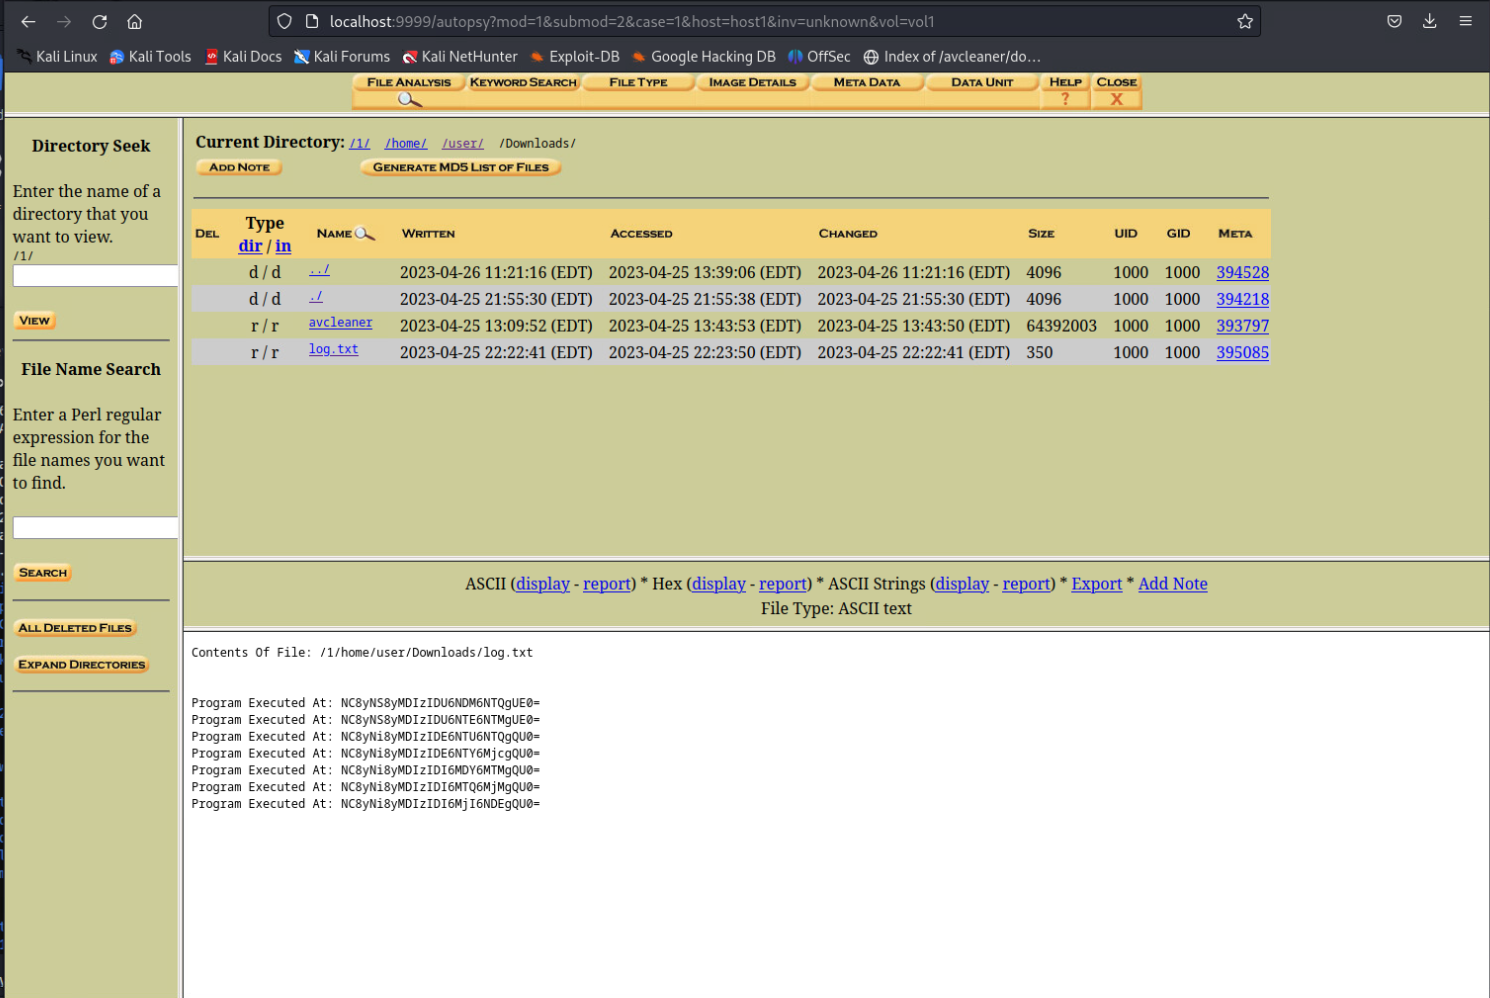 localhost:9999/autopsy?mod=1&submod=2&case=1&host=host1&inv=unknown&vol=vol1
Kali Linux Kali Tools Kali Docs Kali Forums Kali NetHunter Exploit-DB Google Hacking DB OffSec Index of /avcleaner/do...
FILE ANALYSIS KEYWORD SEARCH FILE TYPE IMAGE DETAILS META DATA DATA UNIT HELP CLOSE
? X
Directory Seek
Enter the name of a
directory that you
want to view.
/1/
VIEW
File Name Search
Enter a Perl regular
expression for the
file names you want
to find.
SEARCH
ALL DELETED FILES
EXPAND DIRECTORIES
Current Directory: /1/ /home/ /user/ /Downloads/
ADD NOTE GENERATE MD5 LIST OF FILES
DEL Type dir / in NAME WRITTEN ACCESSED CHANGED SIZE UID GID META
d / d ../ 2023-04-26 11:21:16 (EDT) 2023-04-25 13:39:06 (EDT) 2023-04-26 11:21:16 (EDT) 4096 1000 1000 394528
d / d ./ 2023-04-25 21:55:30 (EDT) 2023-04-25 21:55:38 (EDT) 2023-04-25 21:55:30 (EDT) 4096 1000 1000 394218
r / r avcleaner 2023-04-25 13:09:52 (EDT) 2023-04-25 13:43:53 (EDT) 2023-04-25 13:43:50 (EDT) 64392003 1000 1000 393797
r / r log.txt 2023-04-25 22:22:41 (EDT) 2023-04-25 22:23:50 (EDT) 2023-04-25 22:22:41 (EDT) 350 1000 1000 395085
ASCII (display - report) * Hex (display - report) * ASCII Strings (display - report) * Export * Add Note
File Type: ASCII text
Contents Of File: /1/home/user/Downloads/log.txt
Program Executed At: NC8yNS8yMDIzIDU6NDM6NTQgUE0=
Program Executed At: NC8yNS8yMDIzIDU6NTE6NTMgUE0=
Program Executed At: NC8yNi8yMDIzIDE6NTU6NTQgQU0=
Program Executed At: NC8yNi8yMDIzIDE6NTY6MjcgQU0=
Program Executed At: NC8yNi8yMDIzIDI6MDY6MTMgQU0=
Program Executed At: NC8yNi8yMDIzIDI6MTQ6MjMgQU0=
Program Executed At: NC8yNi8yMDIzIDI6MjI6NDEgQU0=